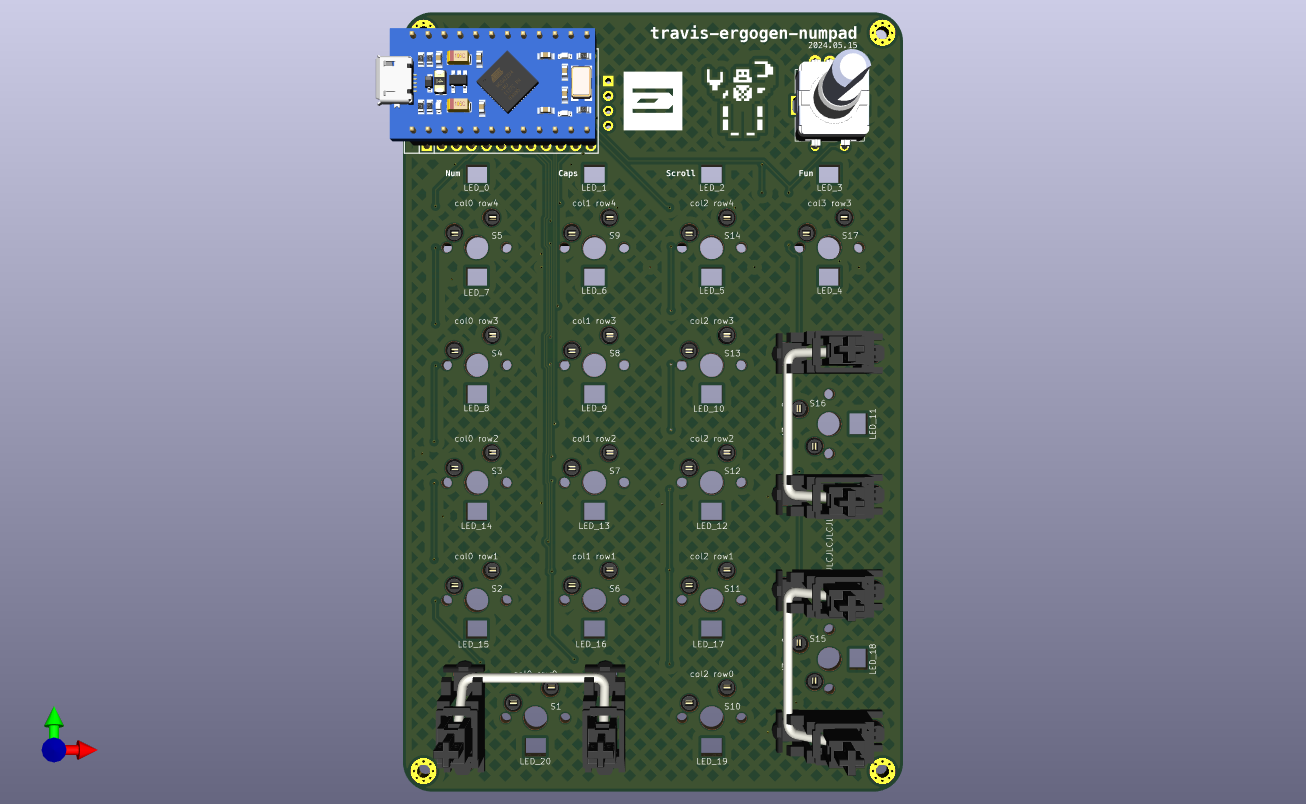 travis-ergogen-numpad
2024.05.15
Num
Caps
Scroll
Fun
LED_0
LED_1
LED_2
LED_3
col0 row4
col1 row4
col2 row4
col3 row3
S5
S9
S14
S17
LED_7
LED_6
LED_5
LED_4
col0 row3
col1 row3
col2 row3
S4
S8
S13
LED_8
LED_9
LED_10
S16
LED_11
col0 row2
col1 row2
col2 row2
S3
S7
S12
LED_14
LED_13
LED_12
JLCJLCJLCJLC
col0 row1
col1 row1
col2 row1
S2
S6
S11
LED_15
LED_16
LED_17
S15
LED_18
col2 row0
S1
S10
LED_20
LED_19